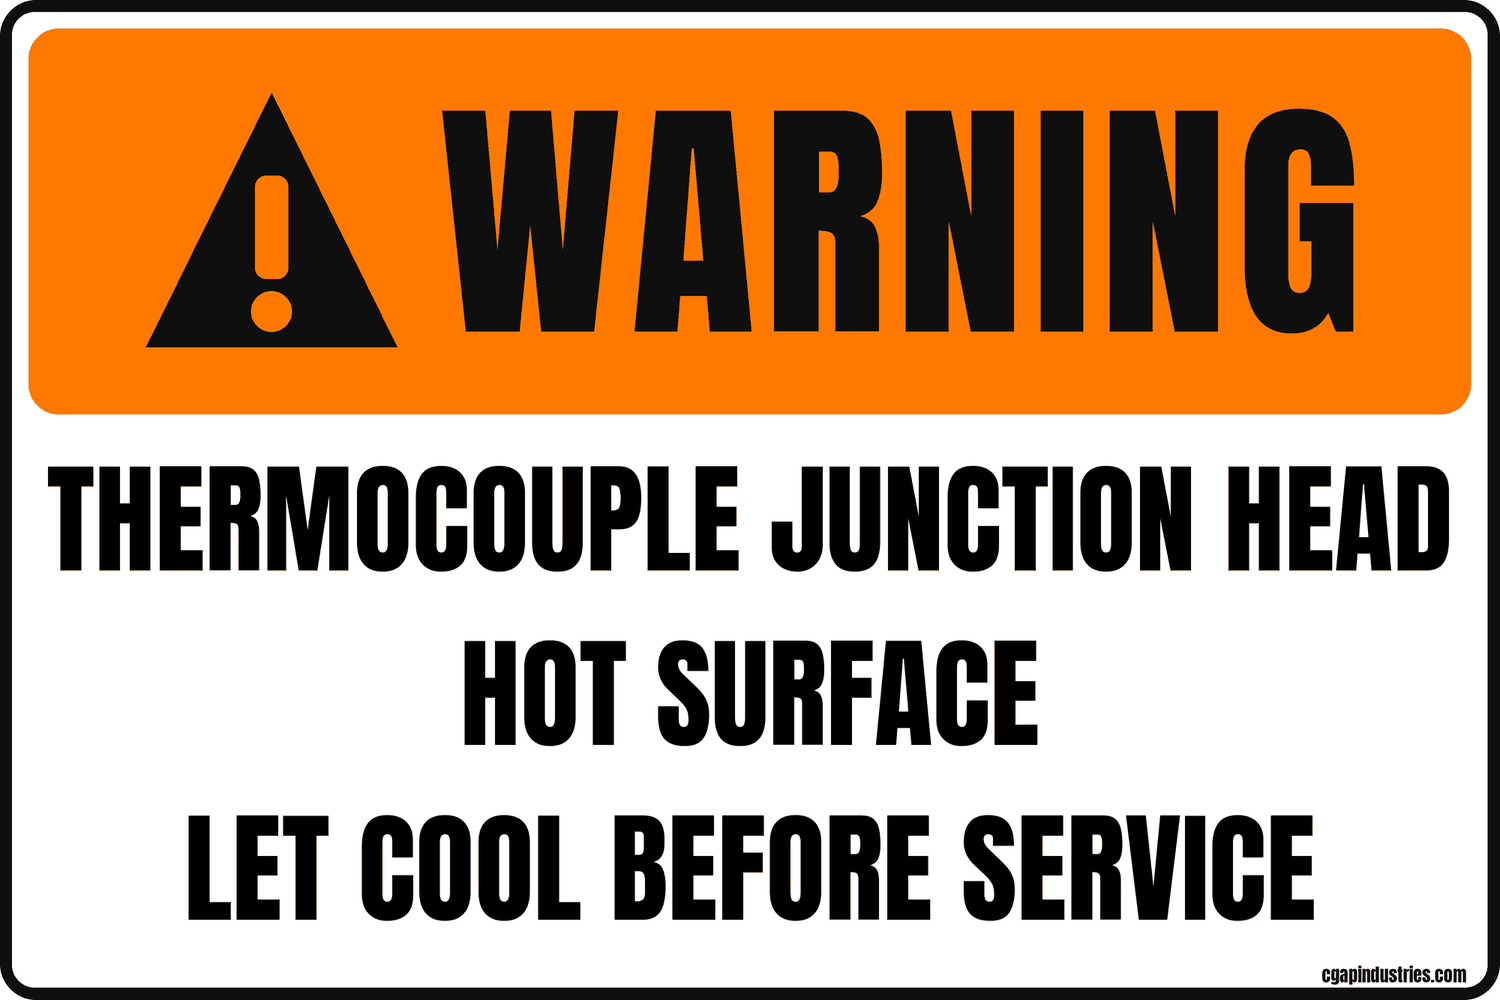 WARNING
THERMOCOUPLE JUNCTION HEAD
HOT SURFACE
LET COOL BEFORE SERVICE
cgapindustries.com